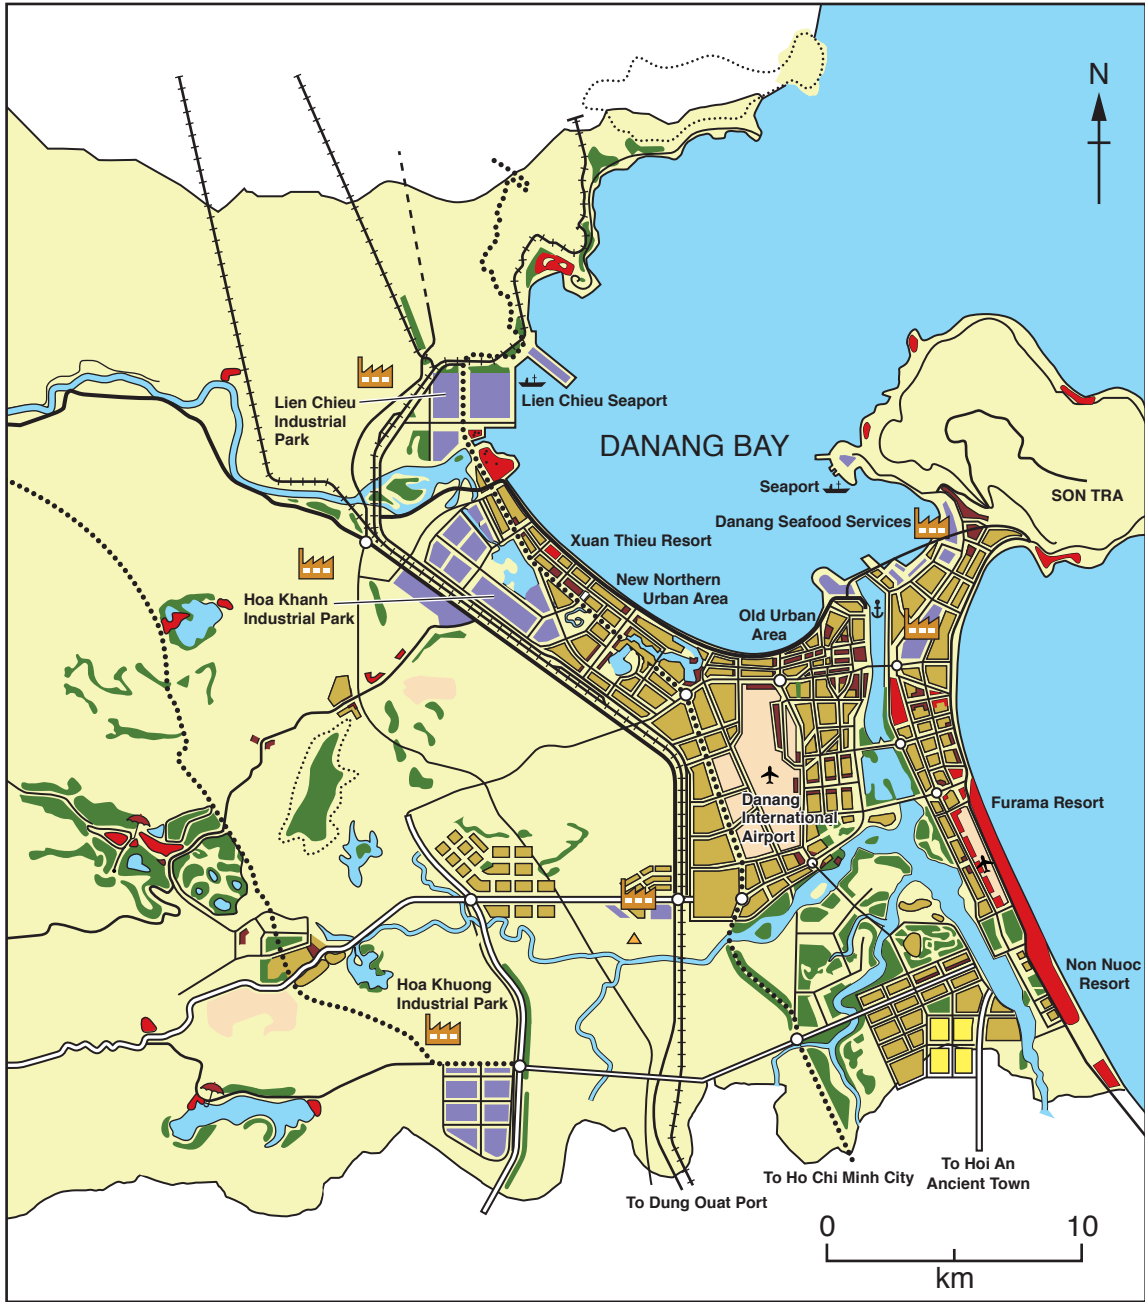 N
Lien Chieu
Industrial
Park
Lien Chieu Seaport
DANANG BAY
Seaport
SON TRA
Danang Seafood Services
Xuan Thieu Resort
New Northern
Urban Area
Old Urban
Area
Hoa Khanh
Industrial Park
Danang
International
Airport
Furama Resort
Non Nuoc
Resort
Hoa Khuong
Industrial Park
To Dung Ouat Port
To Ho Chi Minh City
To Hoi An
Ancient Town
0 10
km